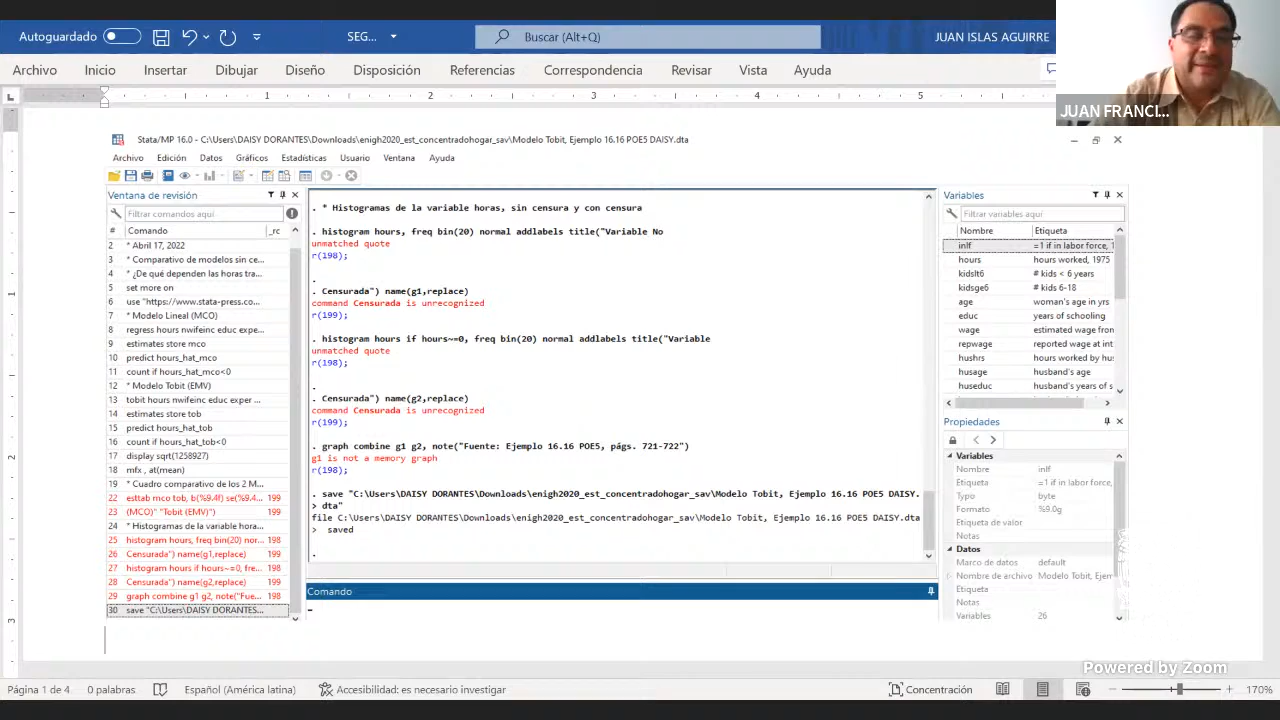 Autoguardado
SEG...
Buscar (Alt+Q)
JUAN ISLAS AGUIRRE
Archivo Inicio Insertar Dibujar Diseño Disposición Referencias Correspondencia Revisar Vista Ayuda
JUAN FRANCI...
1 2 3 4 5
Stata/MP 16.0 - C:\Users\DAISY DORANTES\Downloads\enigh2020_est_concentradohogar_sav\Modelo Tobit, Ejemplo 16.16 POE5 DAISY.dta
Archivo Edición Datos Gráficos Estadísticas Usuario Ventana Ayuda
Ventana de revisión
Filtrar comandos aquí
# Comando _rc
2 * Abril 17, 2022
3 * Comparativo de modelos sin ce...
4 * ¿De qué dependen las horas tra...
5 set more on
6 use "https://www.stata-press.co...
7 * Modelo Lineal (MCO)
8 regress hours nwifeinc educ expe...
9 estimates store mco
10 predict hours_hat_mco
11 count if hours_hat_mco<0
12 * Modelo Tobit (EMV)
13 tobit hours nwifeinc educ exper ...
14 estimates store tob
15 predict hours_hat_tob
16 count if hours_hat_tob<0
17 display sqrt(1258927)
18 mfx , at(mean)
19 * Cuadro comparativo de los 2 M...
22 esttab mco tob, b(%9.4f) se(%9.4... 199
23 (MCO)" "Tobit (EMV)") 199
24 * Histogramas de la variable hora...
25 histogram hours, freq bin(20) nor... 198
26 Censurada") name(g1,replace) 199
27 histogram hours if hours~=0, fre... 198
28 Censurada") name(g2,replace) 199
29 graph combine g1 g2, note("Fue... 198
30 save "C:\Users\DAISY DORANTES...
. * Histogramas de la variable horas, sin censura y con censura
. histogram hours, freq bin(20) normal addlabels title("Variable No
unmatched quote
r(198);
.
. Censurada") name(g1,replace)
command Censurada is unrecognized
r(199);
. histogram hours if hours~=0, freq bin(20) normal addlabels title("Variable
unmatched quote
r(198);
.
. Censurada") name(g2,replace)
command Censurada is unrecognized
r(199);
. graph combine g1 g2, note("Fuente: Ejemplo 16.16 POE5, págs. 721-722")
g1 is not a memory graph
r(198);
. save "C:\Users\DAISY DORANTES\Downloads\enigh2020_est_concentradohogar_sav\Modelo Tobit, Ejemplo 16.16 POE5 DAISY.
> dta"
file C:\Users\DAISY DORANTES\Downloads\enigh2020_est_concentradohogar_sav\Modelo Tobit, Ejemplo 16.16 POE5 DAISY.dta
> saved
.
Comando
Variables
Filtrar variables aquí
Nombre Etiqueta
inlf =1 if in labor force, 1
hours hours worked, 1975
kidslt6 # kids < 6 years
kidsge6 # kids 6-18
age woman's age in yrs
educ years of schooling
wage estimated wage from
repwage reported wage at int
hushrs hours worked by hus
husage husband's age
huseduc husband's years of s
Propiedades
Variables
Nombre inlf
Etiqueta =1 if in labor force,
Tipo byte
Formato %9.0g
Etiqueta de valor
Notas
Datos
Marco de datos default
Nombre de archivo Modelo Tobit, Ejem
Etiqueta
Notas
Variables 26
1
2
3
Powered by Zoom
Página 1 de 4 0 palabras Español (América latina) Accesibilidad: es necesario investigar Concentración 170%